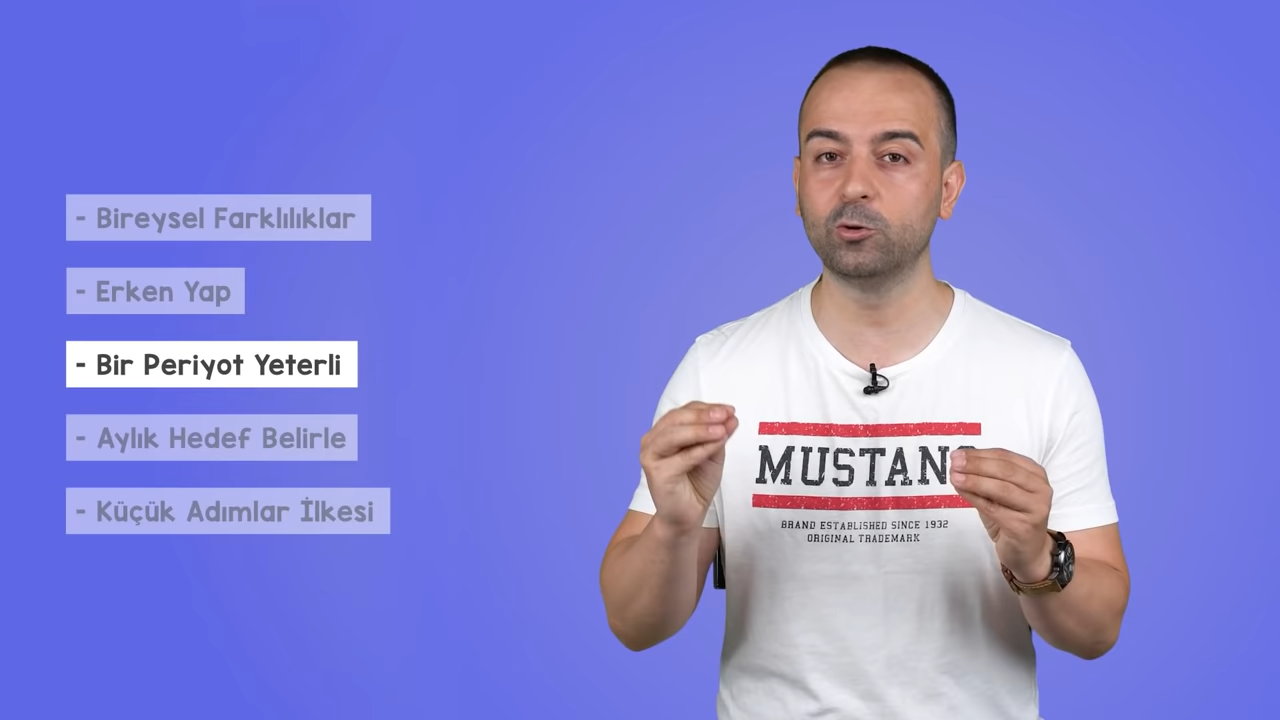 - Bireysel Farklılıklar
- Erken Yap
- Bir Periyot Yeterli
- Aylık Hedef Belirle
- Küçük Adımlar İlkesi
MUSTANG
BRAND ESTABLISHED SINCE 1932
ORIGINAL TRADEMARK